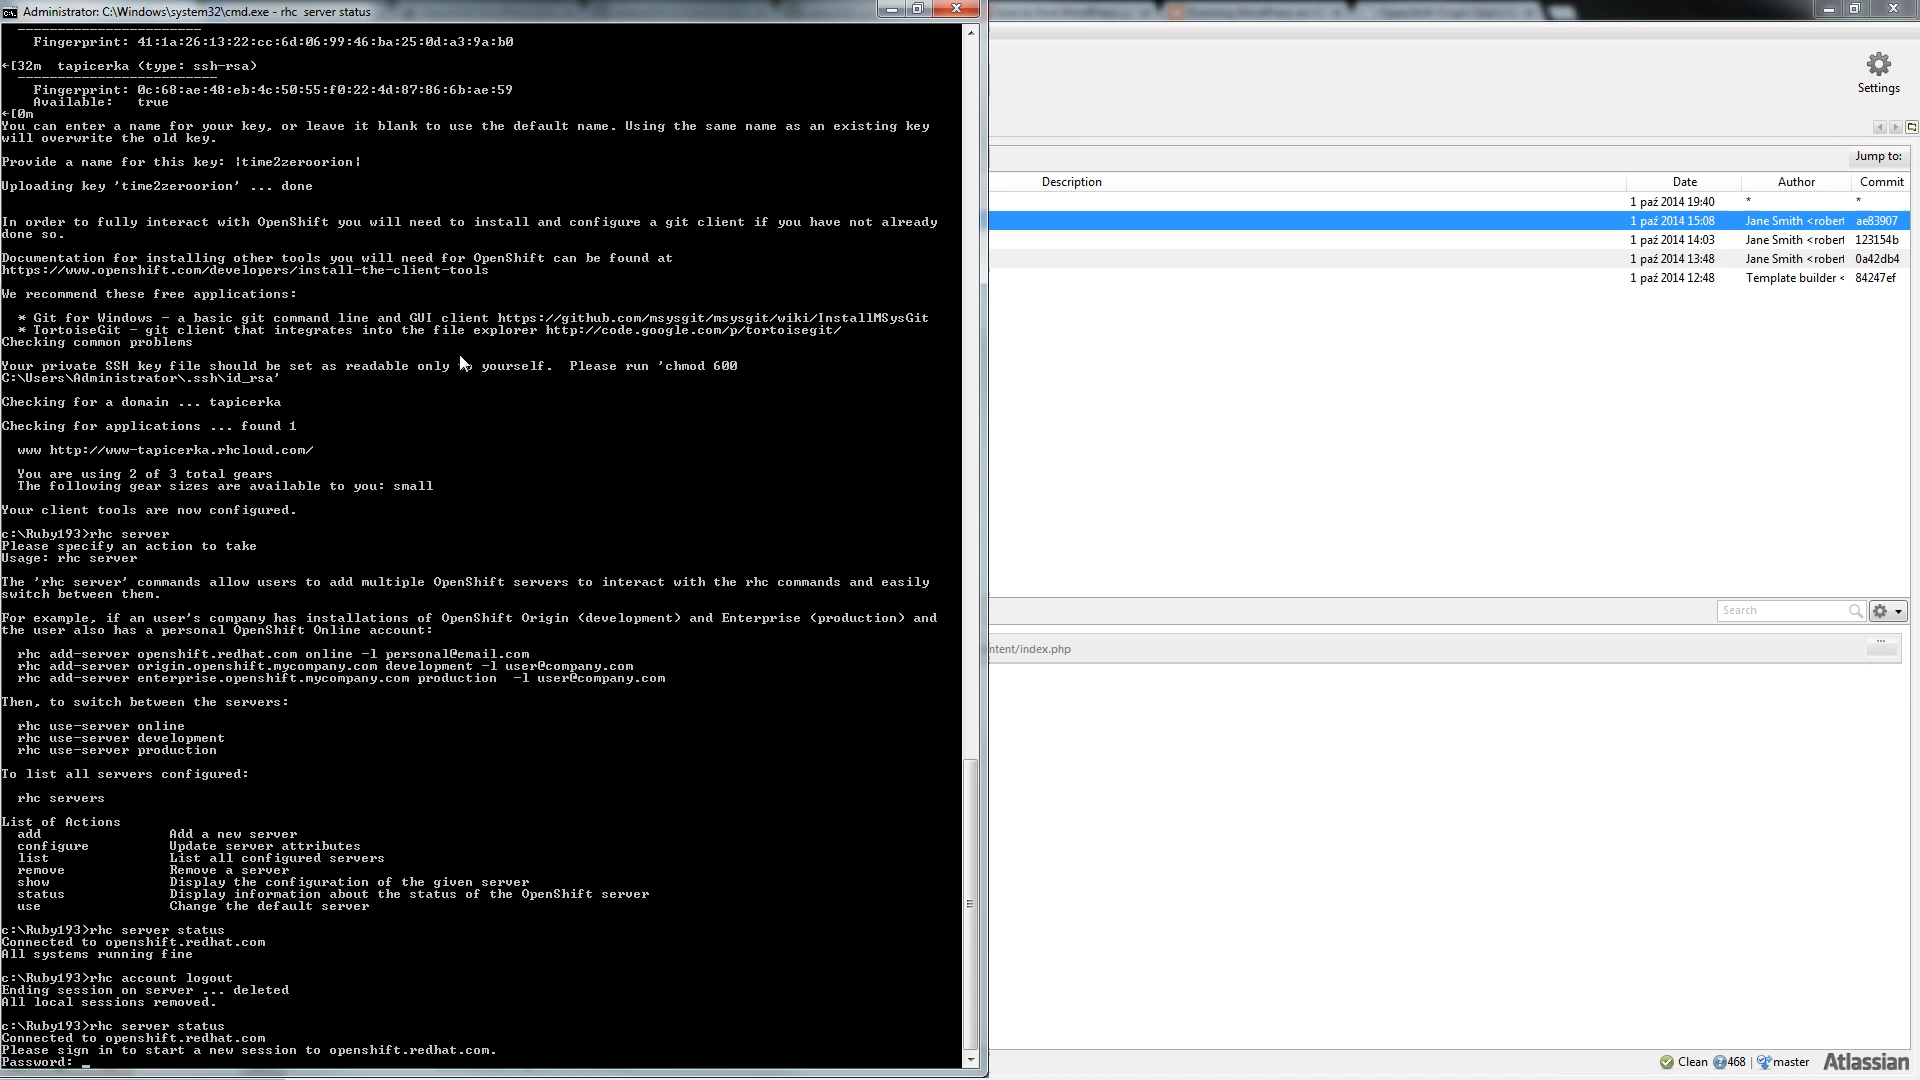 Administrator: C:\Windows\system32\cmd.exe - rhc  server status
Fingerprint: 41:1a:26:13:22:cc:6d:06:99:46:ba:25:0d:a3:9a:b0
←[32m  tapicerka (type: ssh-rsa)
-------------------------
Fingerprint: 0c:68:ae:48:eb:4c:50:55:f0:22:4d:87:86:6b:ae:59
Available:   true
←[0m
You can enter a name for your key, or leave it blank to use the default name. Using the same name as an existing key
will overwrite the old key.
Provide a name for this key: |time2zeroorion|
Uploading key 'time2zeroorion' ... done
In order to fully interact with OpenShift you will need to install and configure a git client if you have not already
done so.
Documentation for installing other tools you will need for OpenShift can be found at
https://www.openshift.com/developers/install-the-client-tools
We recommend these free applications:
* Git for Windows - a basic git command line and GUI client https://github.com/msysgit/msysgit/wiki/InstallMSysGit
* TortoiseGit - git client that integrates into the file explorer http://code.google.com/p/tortoisegit/
Checking common problems
Your private SSH key file should be set as readable only yourself.  Please run 'chmod 600
C:\Users\Administrator\.ssh\id_rsa'
Checking for a domain ... tapicerka
Checking for applications ... found 1
www http://www-tapicerka.rhcloud.com/
You are using 2 of 3 total gears
The following gear sizes are available to you: small
Your client tools are now configured.
c:\Ruby193>rhc server
Please specify an action to take
Usage: rhc server
The 'rhc server' commands allow users to add multiple OpenShift servers to interact with the rhc commands and easily
switch between them.
For example, if an user's company has installations of OpenShift Origin (development) and Enterprise (production) and
the user also has a personal OpenShift Online account:
rhc add-server openshift.redhat.com online -l personal@email.com
rhc add-server origin.openshift.mycompany.com development -l user@company.com
rhc add-server enterprise.openshift.mycompany.com production  -l user@company.com
Then, to switch between the servers:
rhc use-server online
rhc use-server development
rhc use-server production
To list all servers configured:
rhc servers
List of Actions
add                Add a new server
configure          Update server attributes
list               List all configured servers
remove             Remove a server
show               Display the configuration of the given server
status             Display information about the status of the OpenShift server
use                Change the default server
c:\Ruby193>rhc server status
Connected to openshift.redhat.com
All systems running fine
c:\Ruby193>rhc account logout
Ending session on server ... deleted
All local sessions removed.
c:\Ruby193>rhc server status
Connected to openshift.redhat.com
Please sign in to start a new session to openshift.redhat.com.
Password: _
Settings
Jump to:
Description Date Author Commit
1 paź 2014 19:40 * *
1 paź 2014 15:08 Jane Smith <robert ae83907
1 paź 2014 14:03 Jane Smith <robert 123154b
1 paź 2014 13:48 Jane Smith <robert 0a42db4
1 paź 2014 12:48 Template builder < 84247ef
Search
ntent/index.php
...
Clean 468 master Atlassian